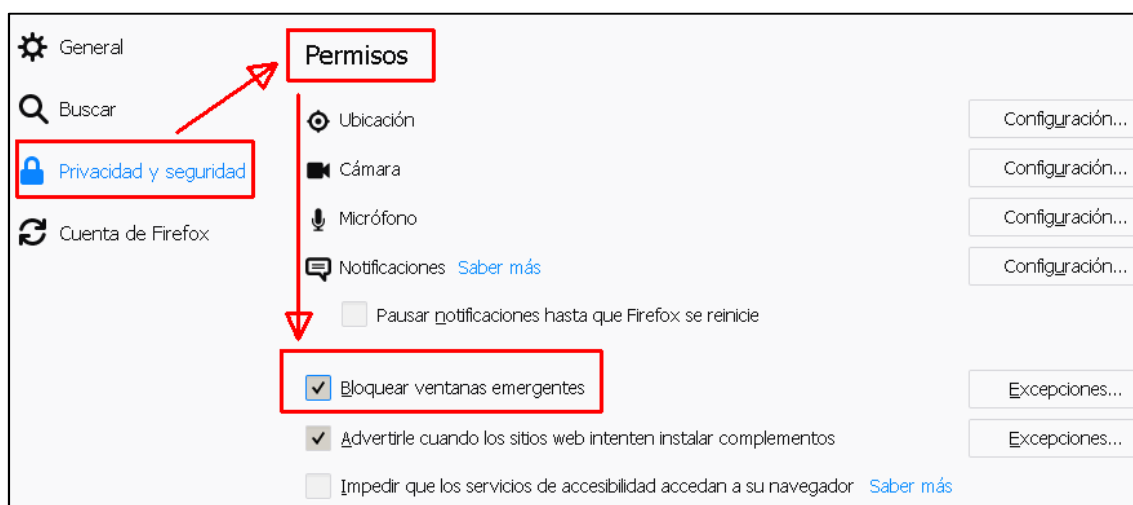 General
Buscar
Privacidad y seguridad
Cuenta de Firefox
Permisos
Ubicación Configuración...
Cámara Configuración...
Micrófono Configuración...
Notificaciones Saber más Configuración...
Pausar notificaciones hasta que Firefox se reinicie
Bloquear ventanas emergentes Excepciones...
Advertirle cuando los sitios web intenten instalar complementos Excepciones...
Impedir que los servicios de accesibilidad accedan a su navegador Saber más